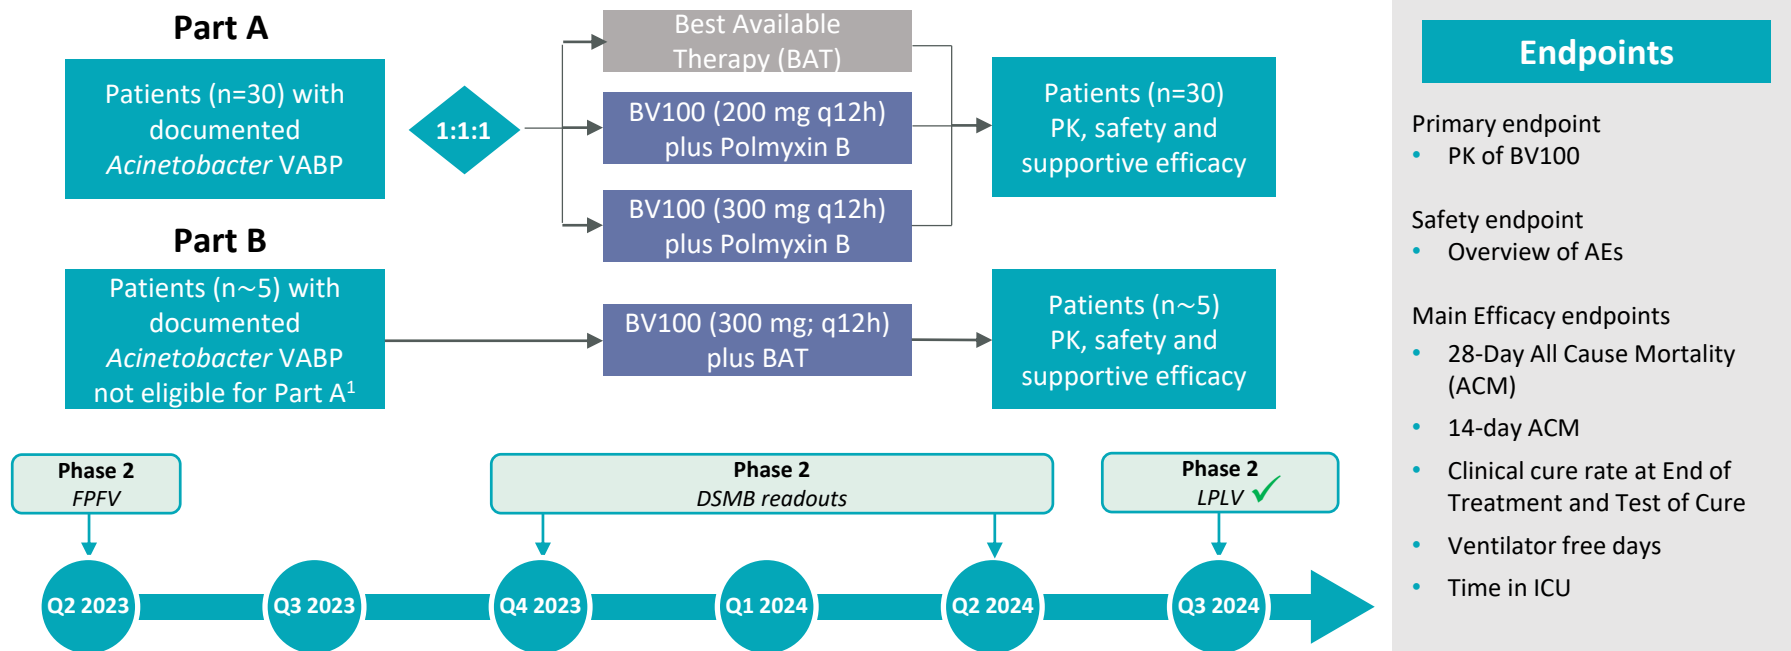 Part A
Patients (n=30) with
documented
Acinetobacter VABP
1:1:1
Best Available
Therapy (BAT)
BV100 (200 mg q12h)
plus Polmyxin B
BV100 (300 mg q12h)
plus Polmyxin B
Patients (n=30)
PK, safety and
supportive efficacy
Part B
Patients (n~5) with
documented
Acinetobacter VABP
not eligible for Part A¹
BV100 (300 mg; q12h)
plus BAT
Patients (n~5)
PK, safety and
supportive efficacy
Phase 2
FPFV
Phase 2
DSMB readouts
Phase 2
LPLV ✓
Q2 2023
Q3 2023
Q4 2023
Q1 2024
Q2 2024
Q3 2024
Endpoints
Primary endpoint
• PK of BV100
Safety endpoint
• Overview of AEs
Main Efficacy endpoints
• 28-Day All Cause Mortality
(ACM)
• 14-day ACM
• Clinical cure rate at End of
Treatment and Test of Cure
• Ventilator free days
• Time in ICU